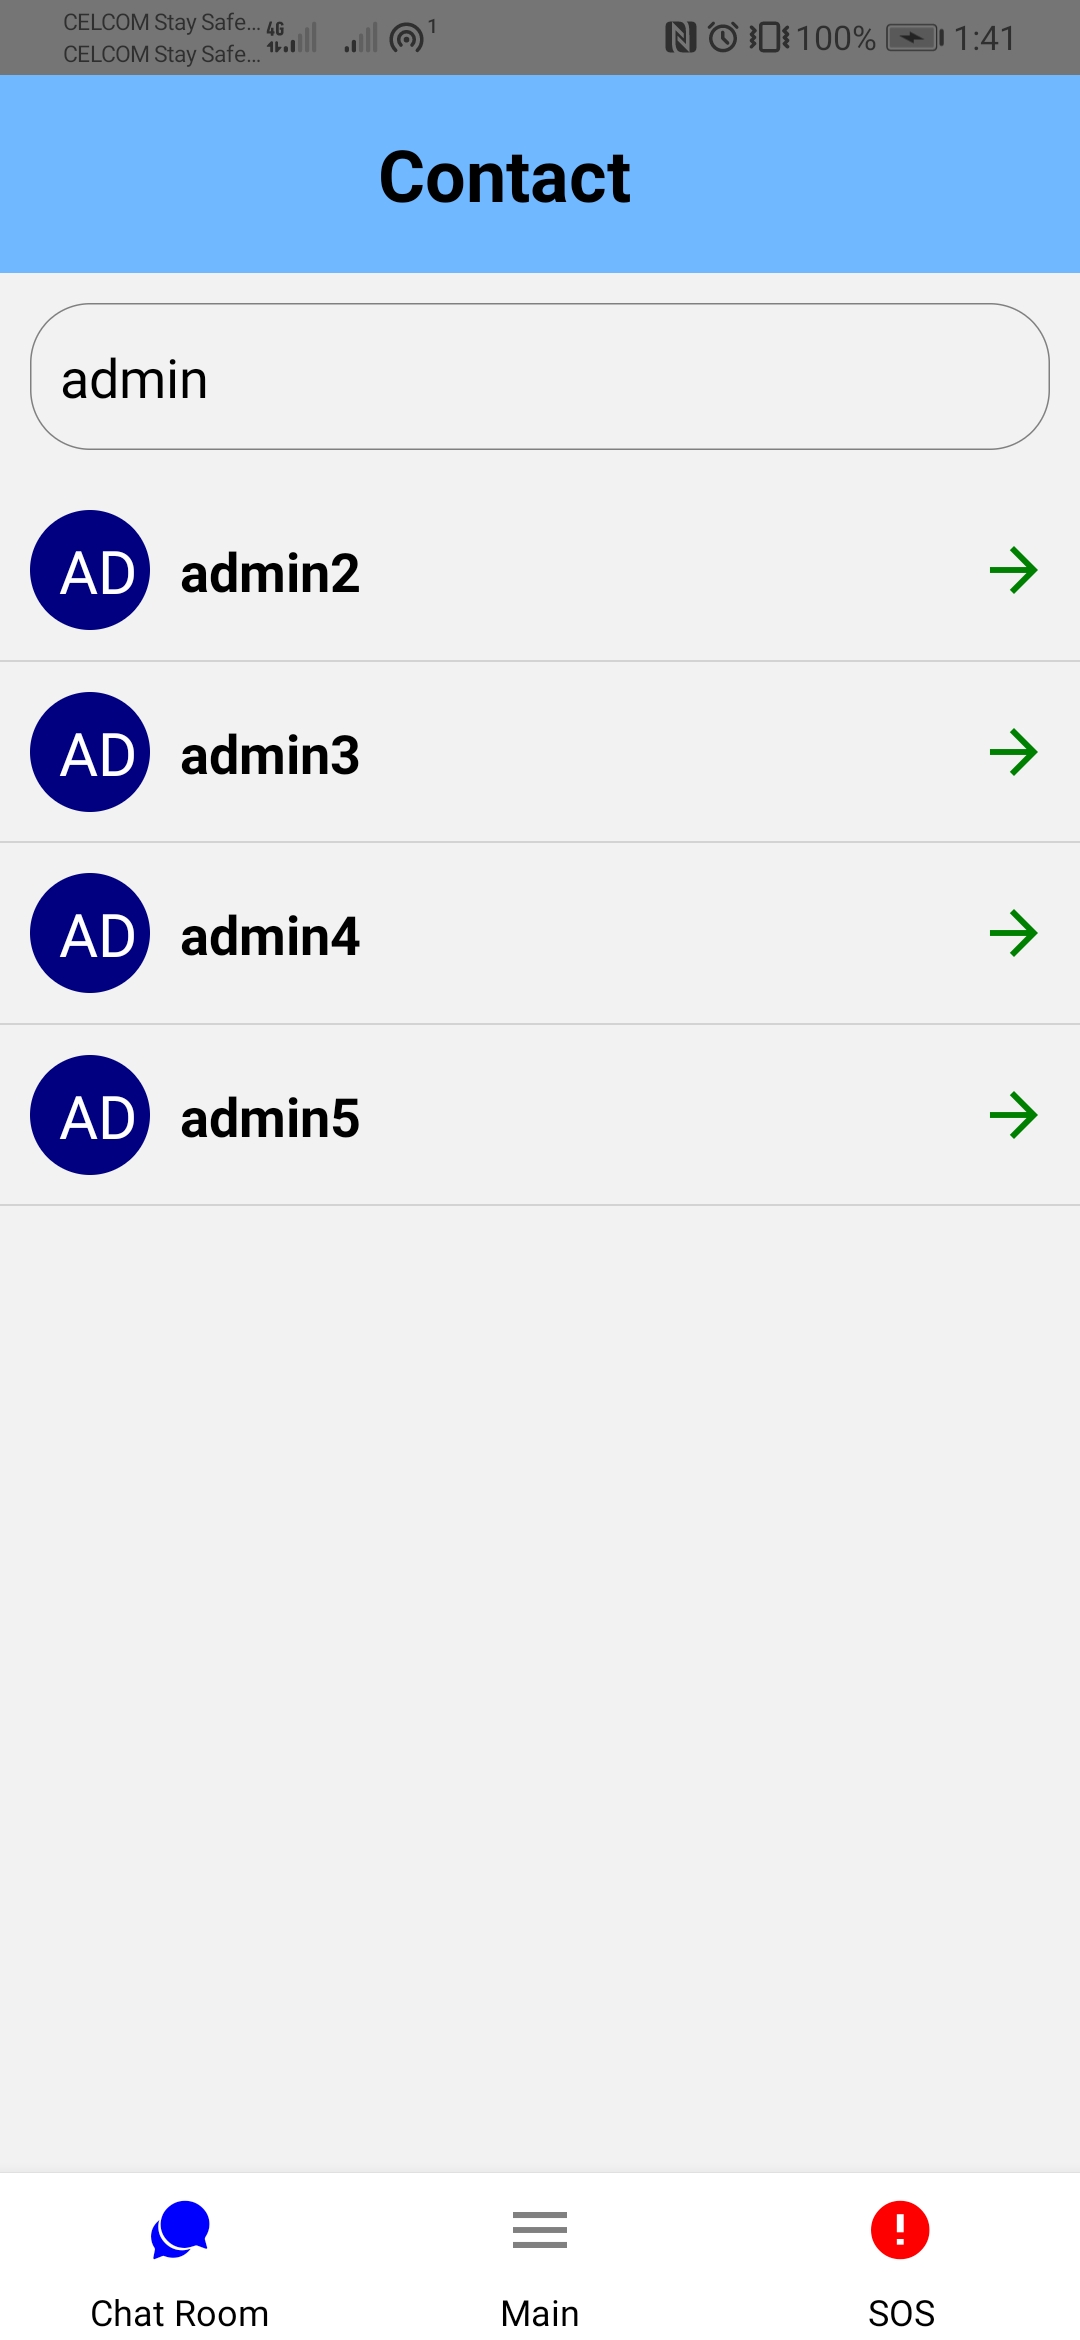 CELCOM Stay Safe... 4G 1 100% 1:41
CELCOM Stay Safe...
Contact
admin
AD admin2
AD admin3
AD admin4
AD admin5
Chat Room Main SOS